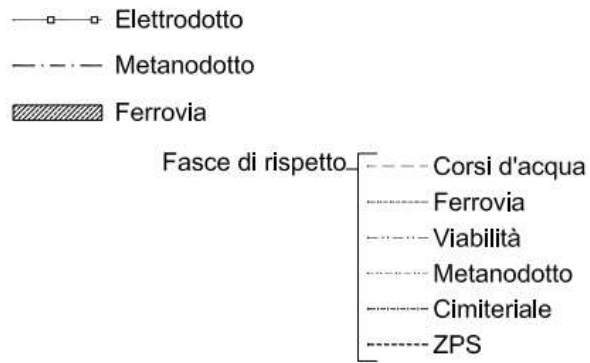 Elettrodotto
Metanodotto
Ferrovia
Fasce di rispetto
Corsi d'acqua
Ferrovia
Viabilità
Metanodotto
Cimiteriale
ZPS